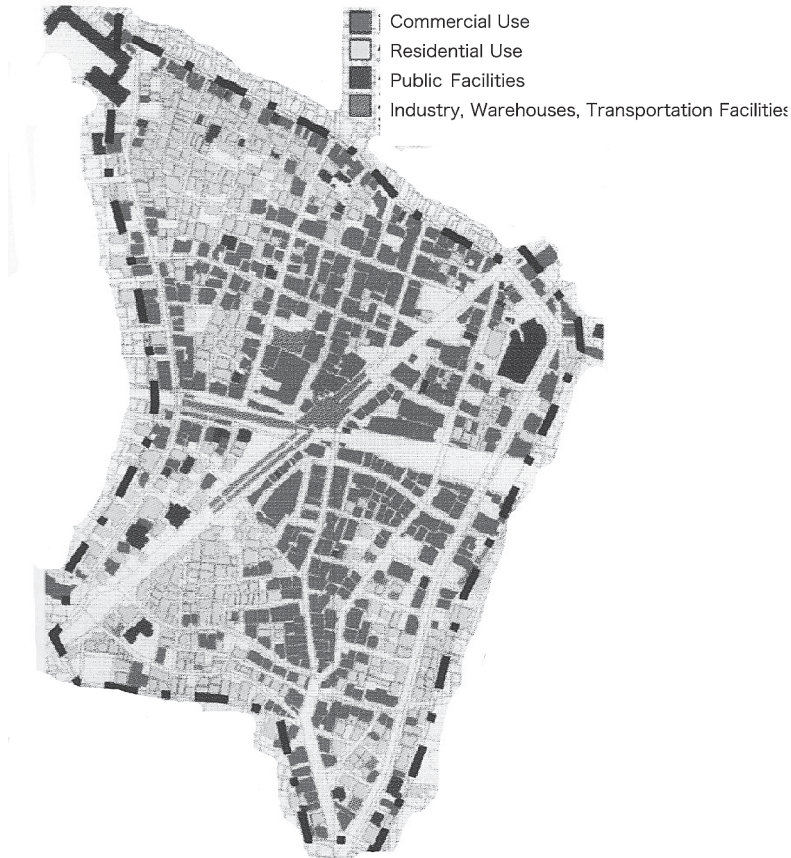 Commercial Use
Residential Use
Public Facilities
Industry, Warehouses, Transportation Facilities